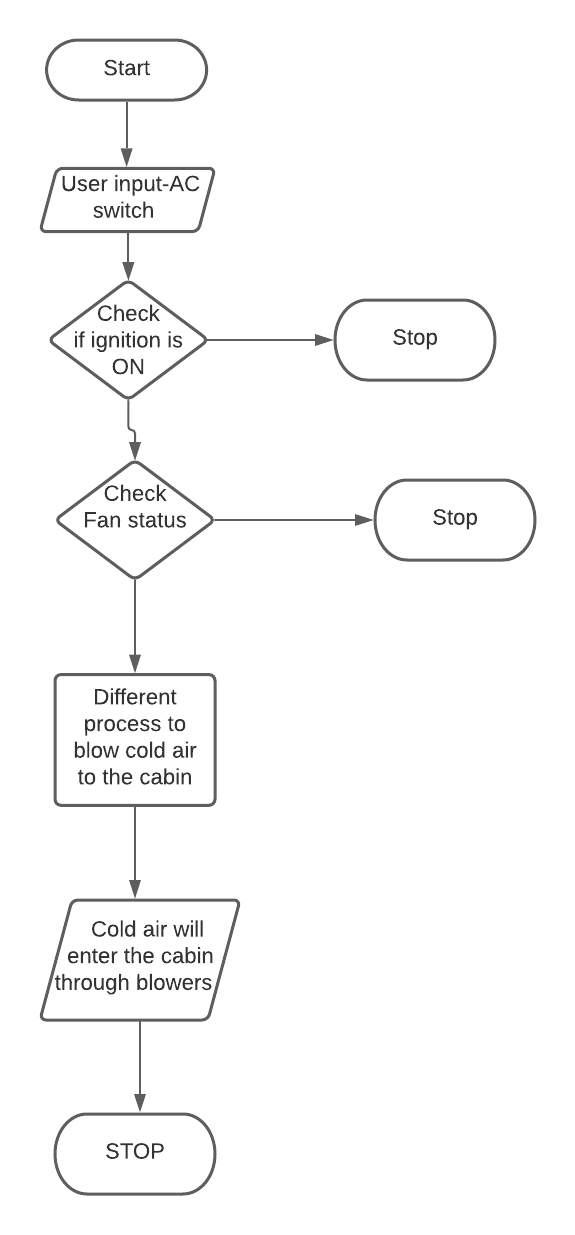 Start
User input-AC
switch
Check
if ignition is
ON
Stop
Check
Fan status
Stop
Different
process to
blow cold air
to the cabin
Cold air will
enter the cabin
through blowers
STOP